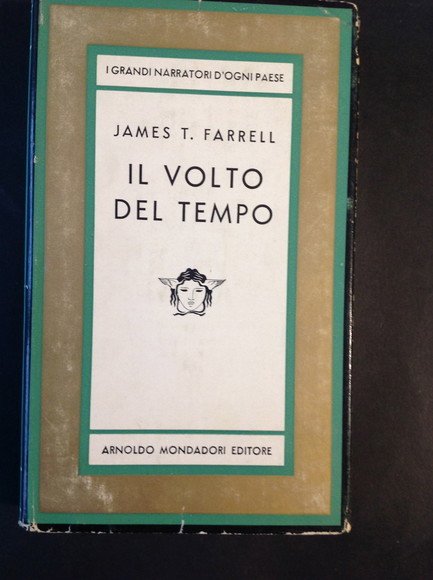 I GRANDI NARRATORI D'OGNI PAESE
JAMES T. FARRELL
IL VOLTO
DEL TEMPO
ARNOLDO MONDADORI EDITORE